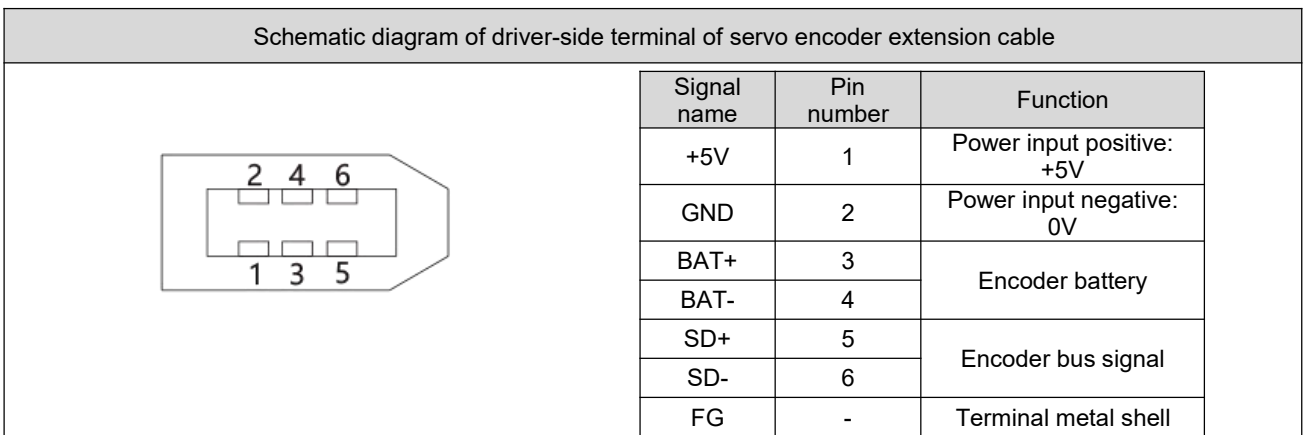 Schematic diagram of driver-side terminal of servo encoder extension cable
2 4 6
1 3 5
Signal name Pin number Function
+5V 1 Power input positive: +5V
GND 2 Power input negative: 0V
BAT+ 3 Encoder battery
BAT- 4
SD+ 5 Encoder bus signal
SD- 6
FG - Terminal metal shell